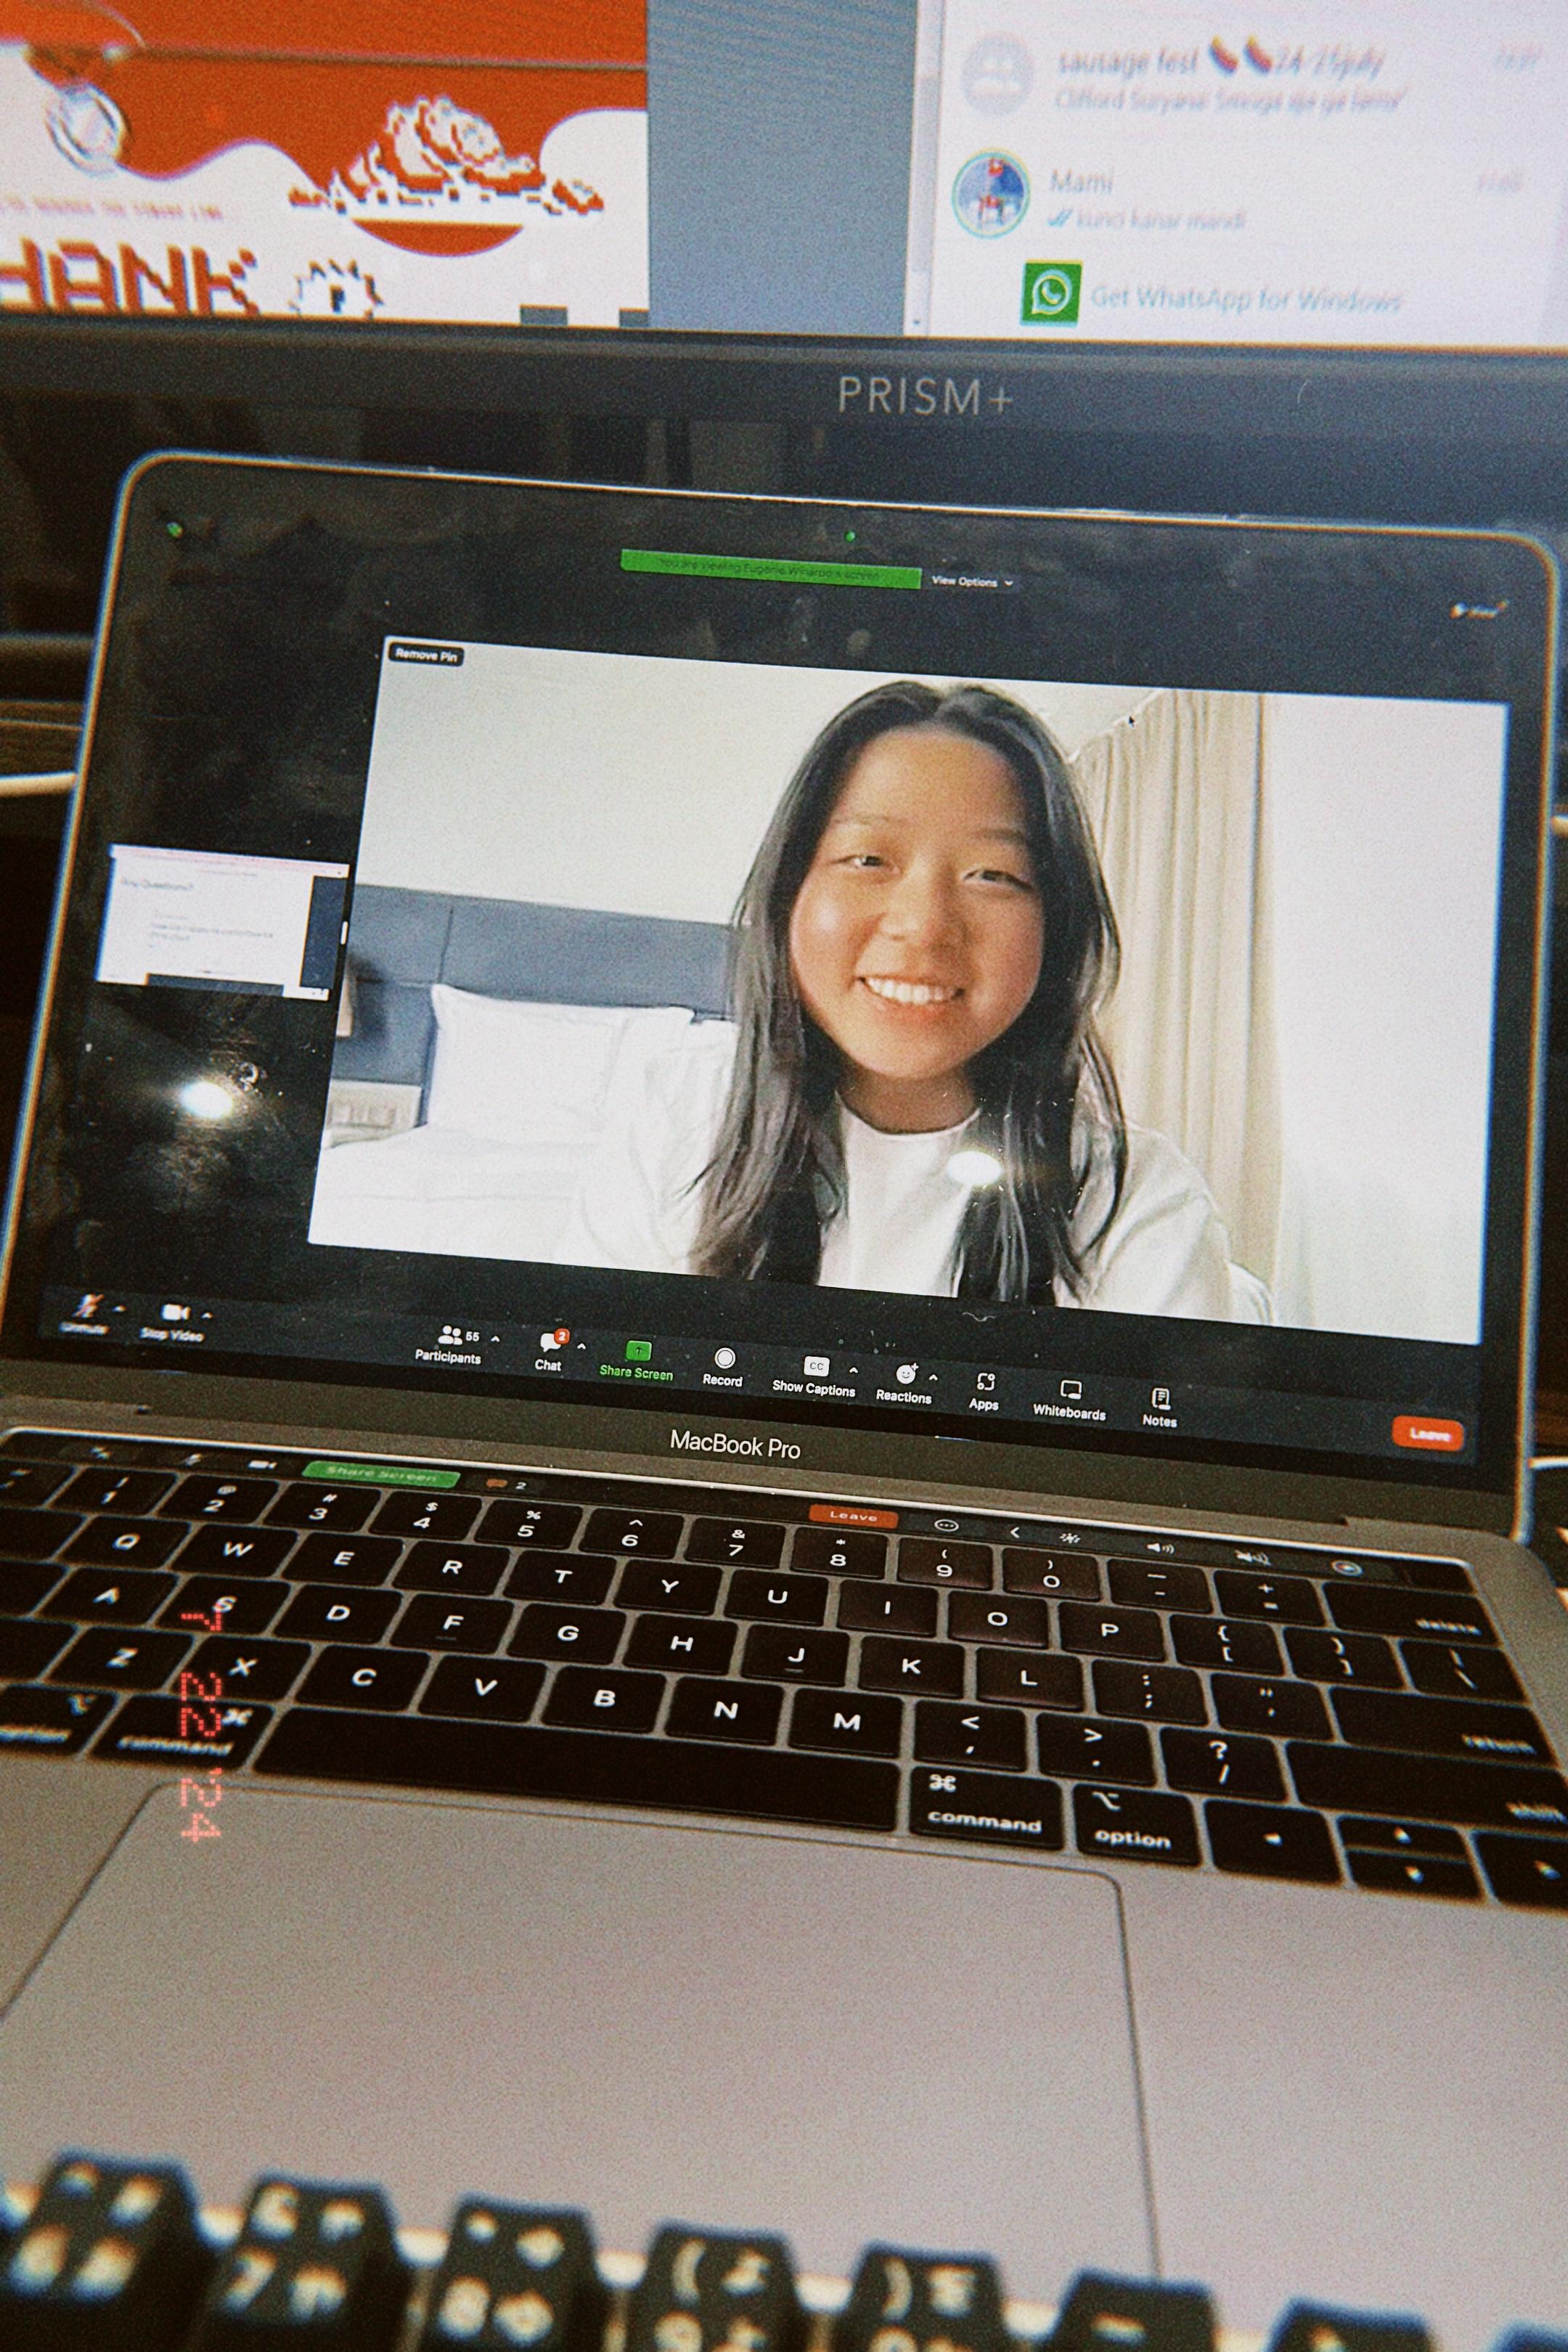 sausage fest 24-25july
Clifford Suryana: Semoga aja ga lama"
Mami
kunci kamar mandi
Get WhatsApp for Windows
HANK
PRISM+
You are viewing Eugenie Winardo's screen
View Options
Remove Pin
Any Questions?
Unmute
Stop Video
55
Participants
2
Chat
Share Screen
Record
CC
Show Captions
Reactions
Apps
Whiteboards
Notes
Leave
MacBook Pro
Share Screen
2
Leave
! 1 @ 2 # 3 $ 4 % 5 ^ 6 & 7 * 8 ( 9 ) 0 _ - + = delete
Q W E R T Y U I O P { [ } ] | \
A S D F G H J K L : ; " ' return
Z X C V B N M < , > . ? / shift
option command command option
7 22 '24